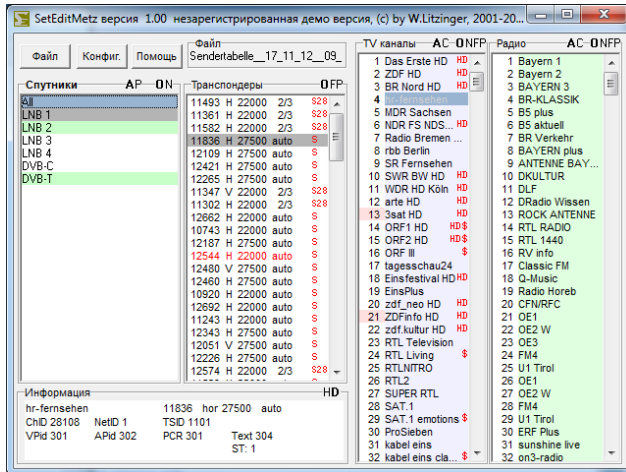 SetEditMetz версия 1.00 незарегистрированная демо версия, (c) by W.Litzinger, 2001-20...
Файл
Конфиг.
Помощь
Файл
Sendertabelle__17_11_12__09_
Спутники AP ON
All
LNB 1
LNB 2
LNB 3
LNB 4
DVB-C
DVB-T
Транспондеры OFP
11493 H 22000 2/3 S28
11361 H 22000 2/3 S28
11582 H 22000 2/3 S28
11836 H 27500 auto S
12109 H 27500 auto S
12421 H 27500 auto S
12265 H 27500 auto S
11347 V 22000 2/3 S28
11302 H 22000 2/3 S28
12662 H 22000 auto S
10743 H 22000 auto S
12187 H 27500 auto S
12544 H 22000 auto S
12480 V 27500 auto S
12460 H 27500 auto S
10920 H 22000 auto S
12692 H 22000 auto S
11243 H 22000 auto S
12343 H 27500 auto S
12051 V 27500 auto S
12226 H 27500 auto S
12574 H 22000 2/3 S28
TV каналы AC-ONFP
1 Das Erste HD HD
2 ZDF HD HD
3 BR Nord HD HD
4 hr-fernsehen
5 MDR Sachsen
6 NDR FS NDS... HD
7 Radio Bremen ...
8 rbb Berlin
9 SR Fernsehen
10 SWR BW HD HD
11 WDR HD Köln HD
12 arte HD HD
13 3sat HD HD
14 ORF1 HD HD$
15 ORF2 HD HD$
16 ORF III $
17 tagesschau24
18 Einsfestival HD HD
19 EinsPlus
20 zdf_neo HD HD
21 ZDFinfo HD HD
22 zdf.kultur HD HD
23 RTL Television
24 RTL Living $
25 RTLNITRO
26 RTL2
27 SUPER RTL
28 SAT.1
29 SAT.1 emotions $
30 ProSieben
31 kabel eins
32 kabel eins cla... $
Радио AC-ONFP
1 Bayern 1
2 Bayern 2
3 BAYERN 3
4 BR-KLASSIK
5 B5 plus
6 B5 aktuell
7 BR Verkehr
8 BAYERN plus
9 ANTENNE BAY...
10 DKULTUR
11 DLF
12 DRadio Wissen
13 ROCK ANTENNE
14 RTL RADIO
15 RTL 1440
16 RV info
17 Classic FM
18 Q-Music
19 Radio Horeb
20 CFN/RFC
21 OE1
22 OE2 W
23 OE3
24 FM4
25 U1 Tirol
26 OE1
27 OE2 W
28 FM4
29 U1 Tirol
30 ERF Plus
31 sunshine live
32 on3-radio
Информация HD-
hr-fernsehen 11836 hor 27500 auto
ChID 28108 NetID 1 TSID 1101
VPid 301 APid 302 PCR 301 Text 304
ST: 1